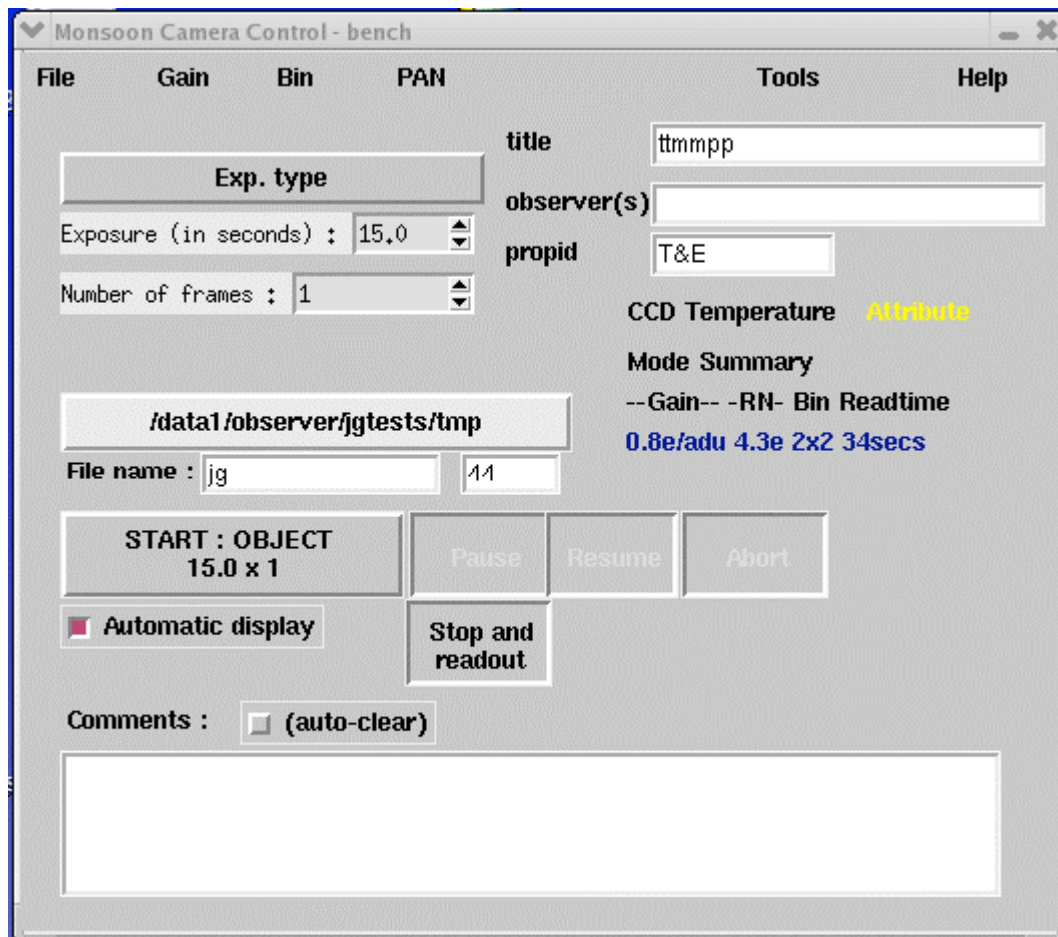 Monsoon Camera Control - bench
File Gain Bin PAN Tools Help
title ttmmpp
Exp. type
observer(s)
Exposure (in seconds) : 15.0
propid T&E
Number of frames : 1
CCD Temperature Attribute
Mode Summary
--Gain-- -RN- Bin Readtime
/data1/observer/jgtests/tmp
0.8e/adu 4.3e 2x2 34secs
File name : jg 44
START : OBJECT
15.0 x 1
Pause Resume Abort
Automatic display
Stop and
readout
Comments : (auto-clear)